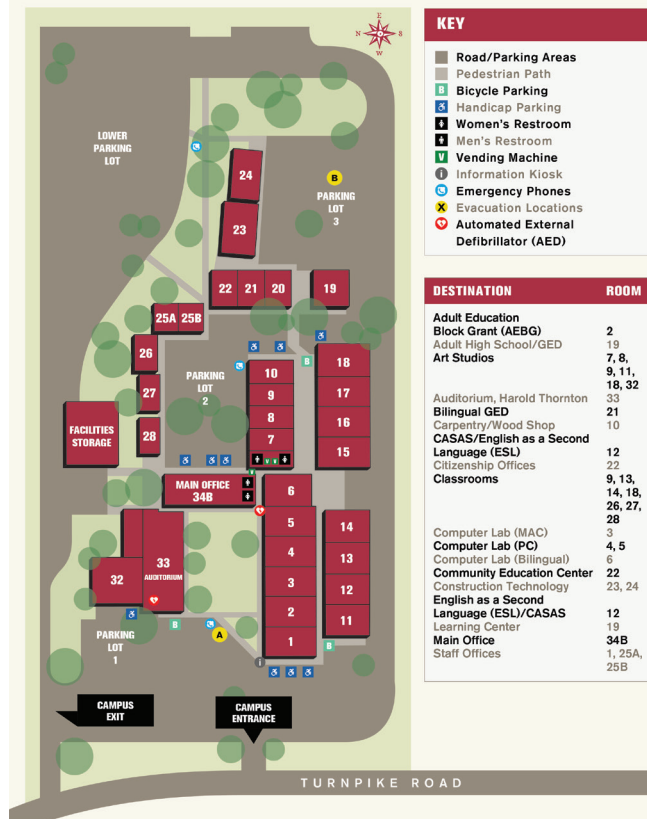 N
E
S
W
KEY
Road/Parking Areas
Pedestrian Path
B Bicycle Parking
Handicap Parking
Women's Restroom
Men's Restroom
V Vending Machine
i Information Kiosk
Emergency Phones
X Evacuation Locations
Automated External
Defibrillator (AED)
DESTINATION ROOM
Adult Education
Block Grant (AEBG) 2
Adult High School/GED 19
Art Studios 7, 8,
9, 11,
18, 32
Auditorium, Harold Thornton 33
Bilingual GED 21
Carpentry/Wood Shop 10
CASAS/English as a Second
Language (ESL) 12
Citizenship Offices 22
Classrooms 9, 13,
14, 18,
26, 27,
28
Computer Lab (MAC) 3
Computer Lab (PC) 4, 5
Computer Lab (Bilingual) 6
Community Education Center 22
Construction Technology 23, 24
English as a Second
Language (ESL)/CASAS 12
Learning Center 19
Main Office 34B
Staff Offices 1, 25A,
25B
LOWER
PARKING
LOT
24
B
PARKING
LOT
3
23
22 21 20 19
25A 25B
26
27
28
PARKING
LOT
2
B
10
9
8
7
V V
18
17
16
15
FACILITIES
STORAGE
MAIN OFFICE
34B
V
6
5
4
3
2
1
14
13
12
11
33
AUDITORIUM
32
B
A
B
i
PARKING
LOT
1
CAMPUS
EXIT
CAMPUS
ENTRANCE
TURNPIKE ROAD